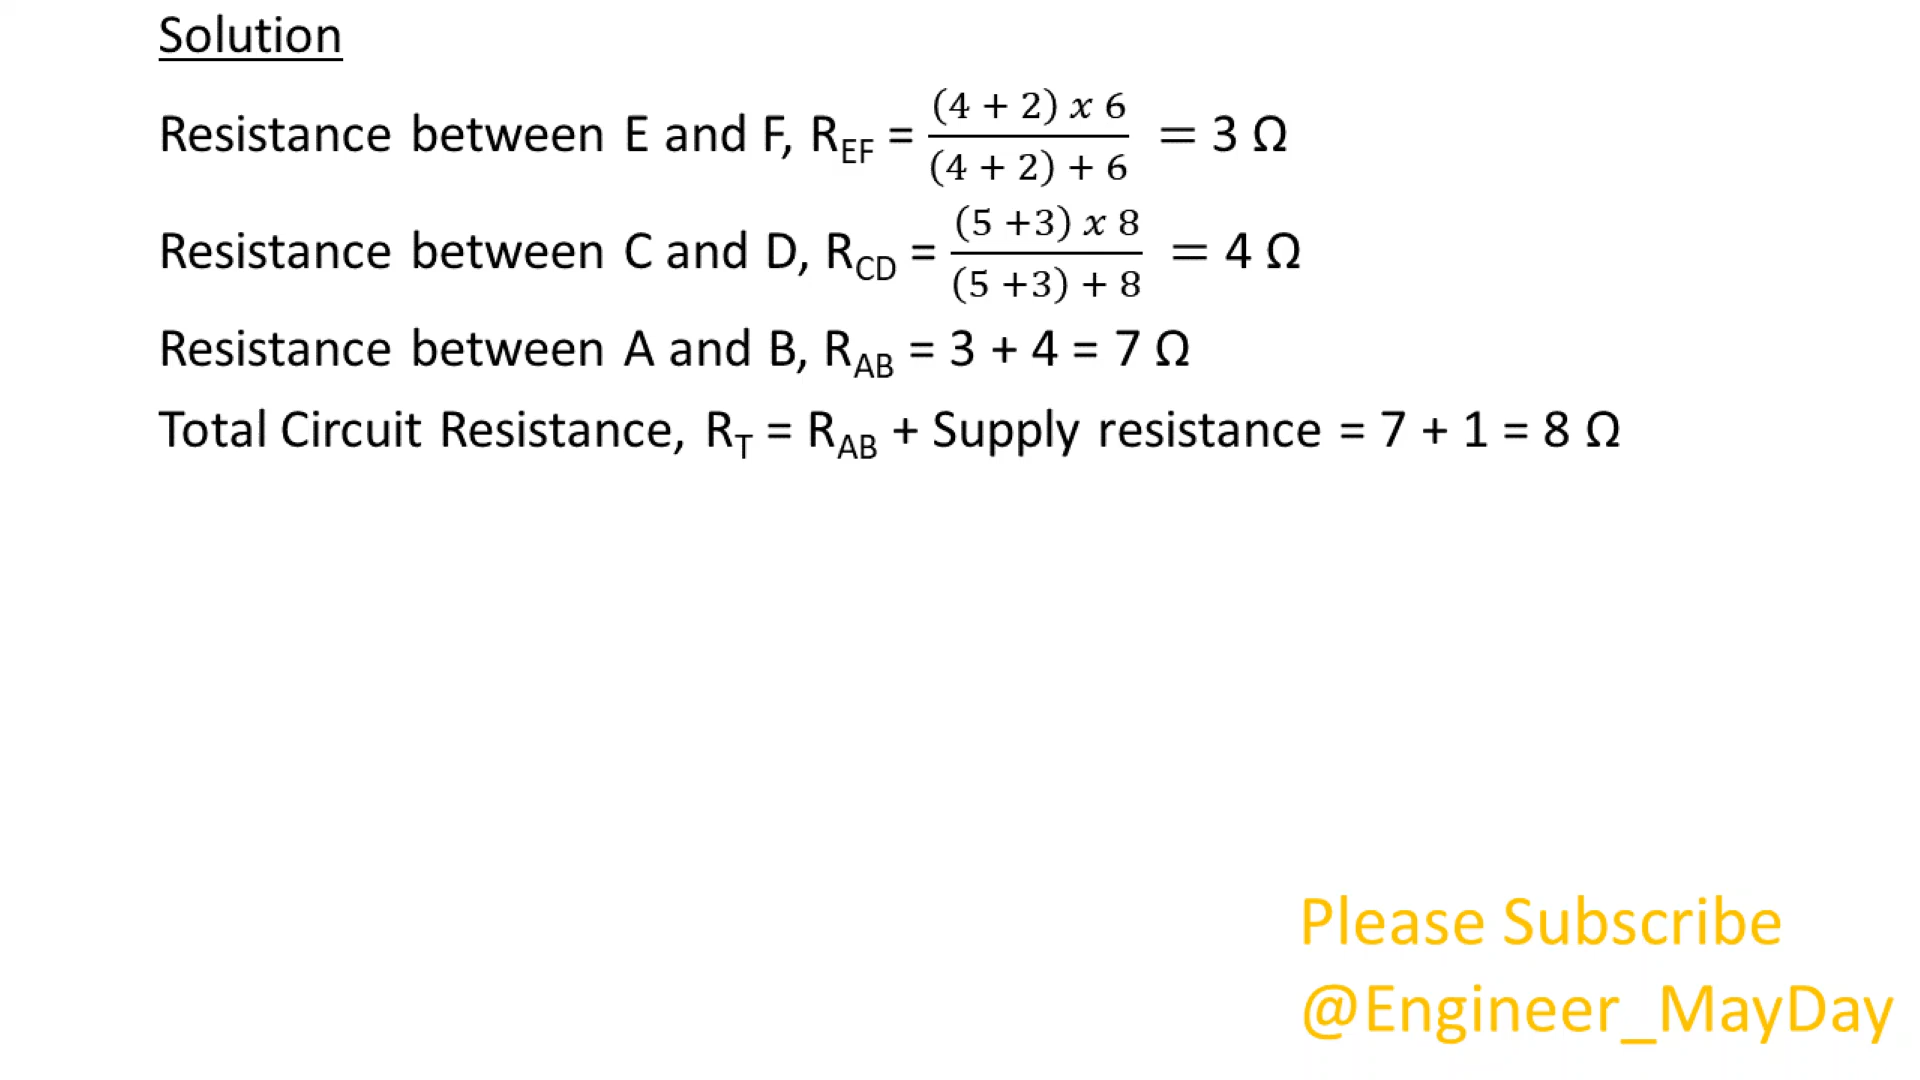 Solution
Resistance between E and F, R_EF = \frac{(4 + 2) x 6}{(4 + 2) + 6} = 3 Ω
Resistance between C and D, R_CD = \frac{(5 +3) x 8}{(5 +3) + 8} = 4 Ω
Resistance between A and B, R_AB = 3 + 4 = 7 Ω
Total Circuit Resistance, R_T = R_AB + Supply resistance = 7 + 1 = 8 Ω
Please Subscribe
@Engineer_MayDay